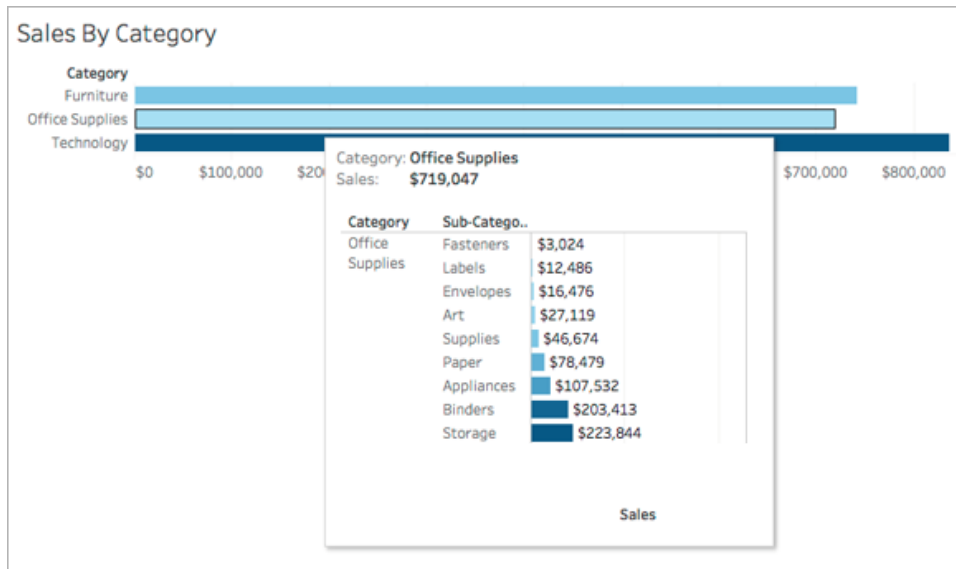 Sales By Category
Category
Furniture
Office Supplies
Technology
$0 $100,000 $700,000 $800,000
Category: Office Supplies
Sales: $719,047
Category Sub-Catego..
Office Supplies
Fasteners $3,024
Labels $12,486
Envelopes $16,476
Art $27,119
Supplies $46,674
Paper $78,479
Appliances $107,532
Binders $203,413
Storage $223,844
Sales